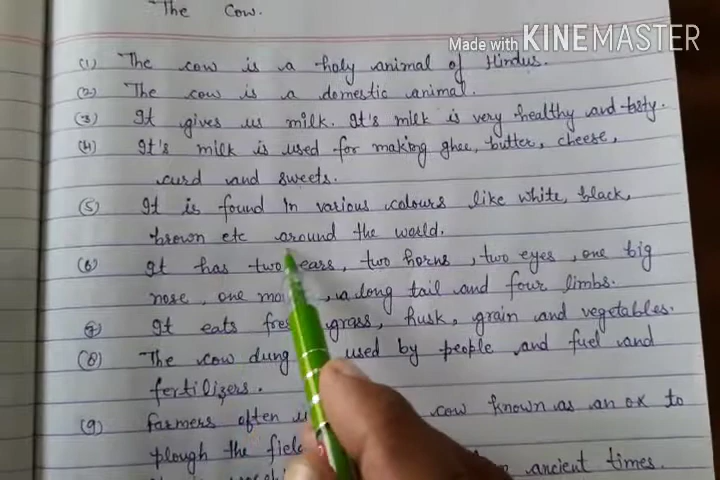 The Cow.
Made with KINEMASTER
(1) The cow is a holy animal of Hindus.
(2) The cow is a domestic animal.
(3) It gives us milk. It's milk is very healthy and tasty.
(4) It's milk is used for making ghee, butter, cheese,
curd and sweets.
(5) It is found in various colours like white, black,
brown etc around the world.
(6) It has two ears, two horns, two eyes, one big
nose, one a long tail and four limbs.
(7) It eats grass, husk, grain and vegetables.
(8) The cow dung used by people and fuel and
fertilizers.
(9) Farmers often cow known as an ox to
plough the ancient times.